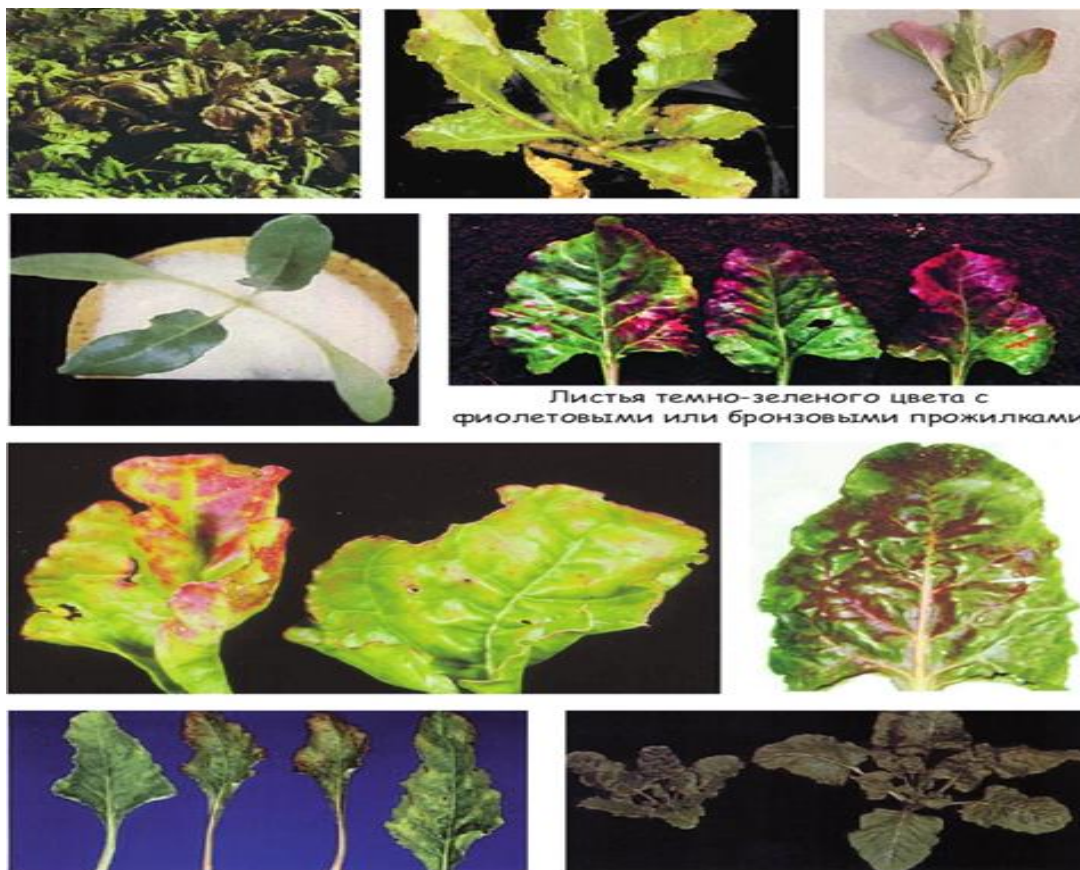 Листья темно-зеленого цвета с
фиолетовыми или бронзовыми прожилками